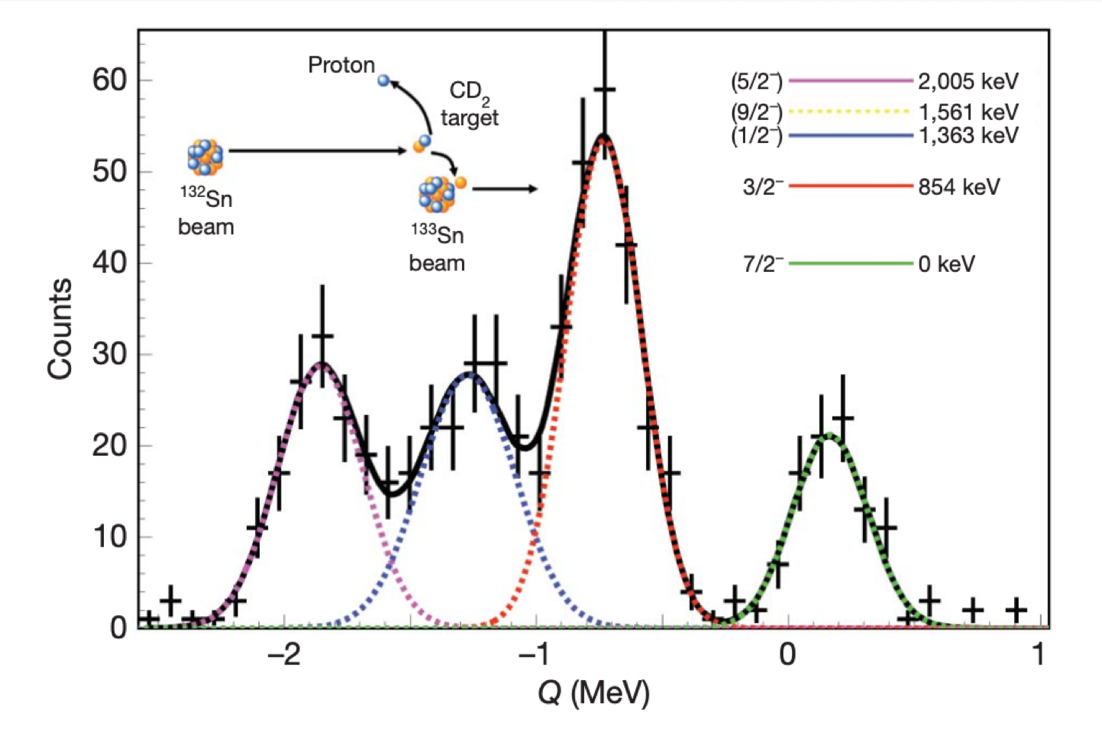 60
50
40
30
20
10
0
Counts
−2
−1
0
1
Q (MeV)
Proton
CD₂
target
¹³²Sn
beam
¹³³Sn
beam
(5/2⁻) 2,005 keV
(9/2⁻) 1,561 keV
(1/2⁻) 1,363 keV
3/2⁻ 854 keV
7/2⁻ 0 keV